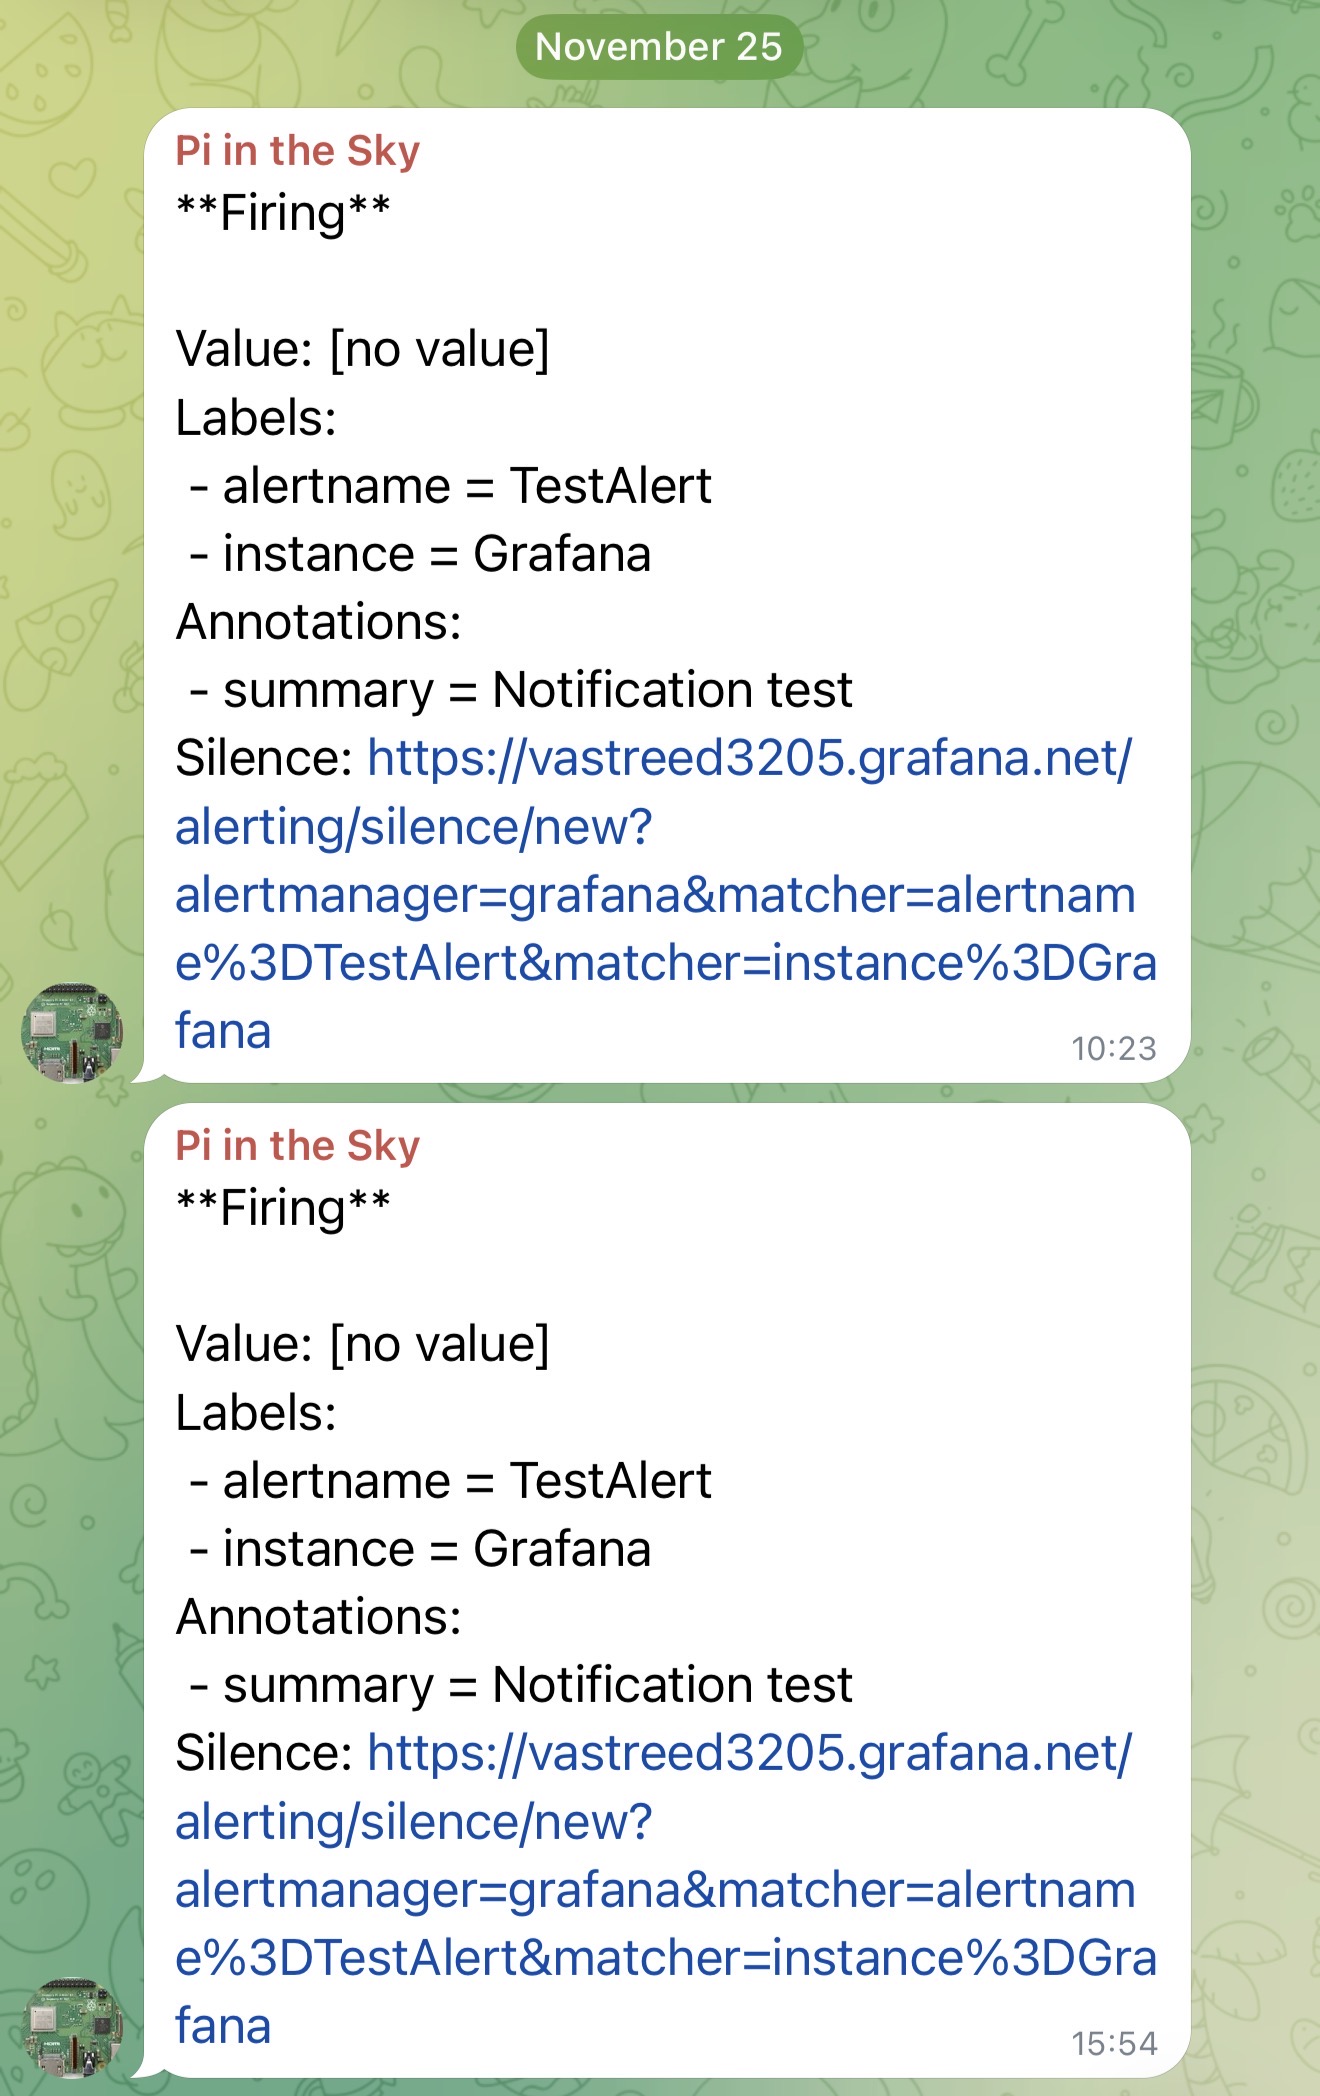 November 25
Pi in the Sky
**Firing**
Value: [no value]
Labels:
- alertname = TestAlert
- instance = Grafana
Annotations:
- summary = Notification test
Silence: https://vastreed3205.grafana.net/
alerting/silence/new?
alertmanager=grafana&matcher=alertnam
e%3DTestAlert&matcher=instance%3DGra
fana
10:23
Pi in the Sky
**Firing**
Value: [no value]
Labels:
- alertname = TestAlert
- instance = Grafana
Annotations:
- summary = Notification test
Silence: https://vastreed3205.grafana.net/
alerting/silence/new?
alertmanager=grafana&matcher=alertnam
e%3DTestAlert&matcher=instance%3DGra
fana
15:54